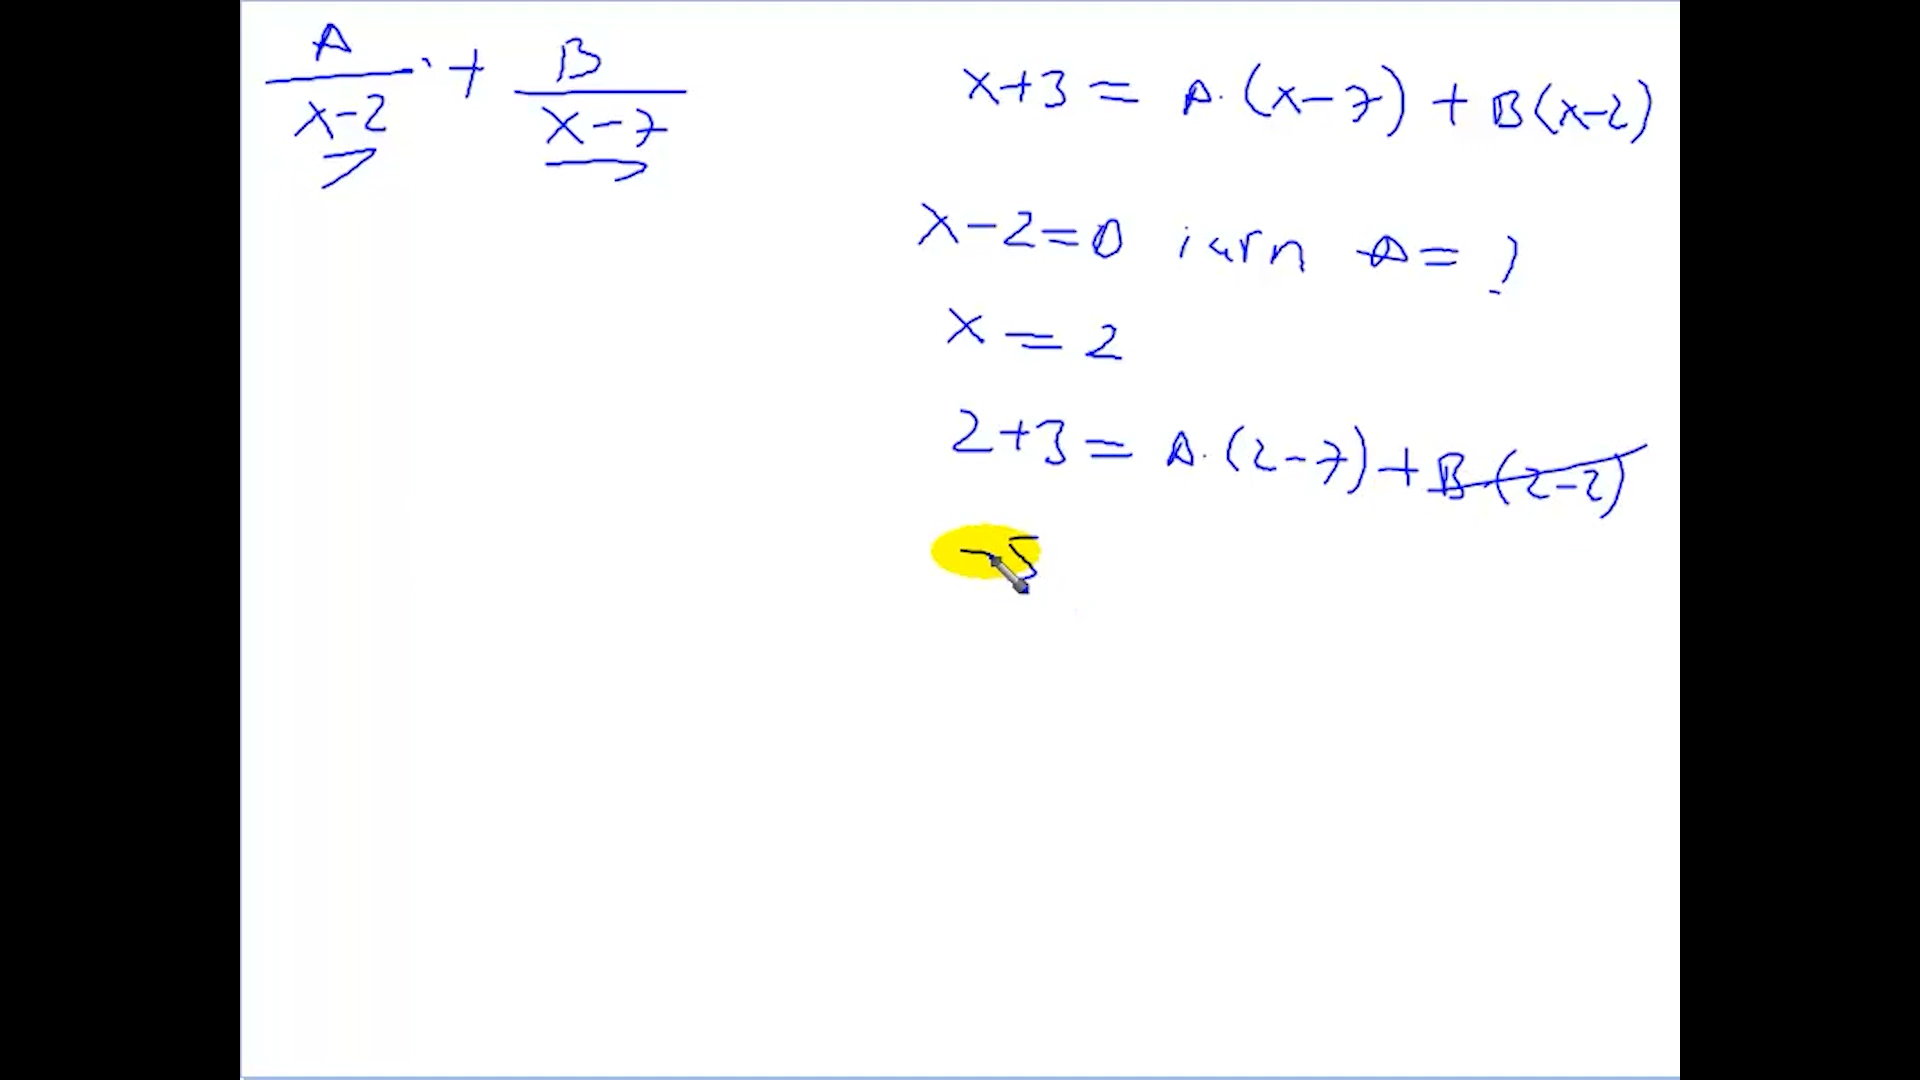 A/(x-2) + B/(x-7)
x+3 = A.(x-7) + B(x-2)
x-2=0 için A= ?
x = 2
2+3 = A.(2-7)+B(2-2)
-5